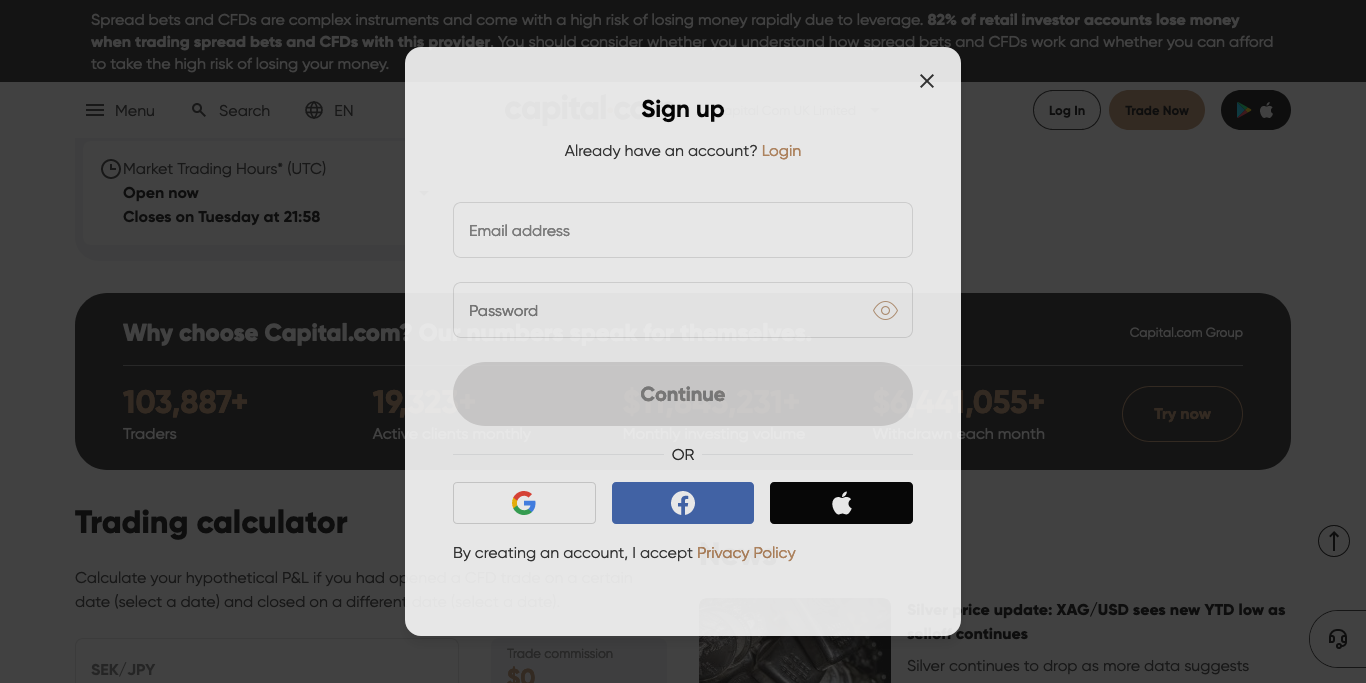 Spread bets and CFDs are complex instruments and come with a high risk of losing money rapidly due to leverage. 82% of retail investor accounts lose money
when trading spread bets and CFDs with this provider. You should consider whether you understand how spread bets and CFDs work and whether you can afford
to take the high risk of losing your money.
Menu
Search
EN
capital
Log In
Trade Now
Sign up
Already have an account? Login
Market Trading Hours* (UTC)
Open now
Closes on Tuesday at 21:58
Email address
Password
Why choose Capital.com? Our numbers speak for themselves.
Capital.com Group
Continue
103,887+
Traders
Active clients monthly
Monthly investing volume
Withdrawn each month
Try now
OR
By creating an account, I accept Privacy Policy
Trading calculator
Calculate your hypothetical P&L if you had opened a CFD trade on a certain
date (select a date) and closed on a different date (select a date).
News
Silver price update: XAG/USD sees new YTD low as
selloff continues
Silver continues to drop as more data suggests
SEK/JPY
Trade commission
$0